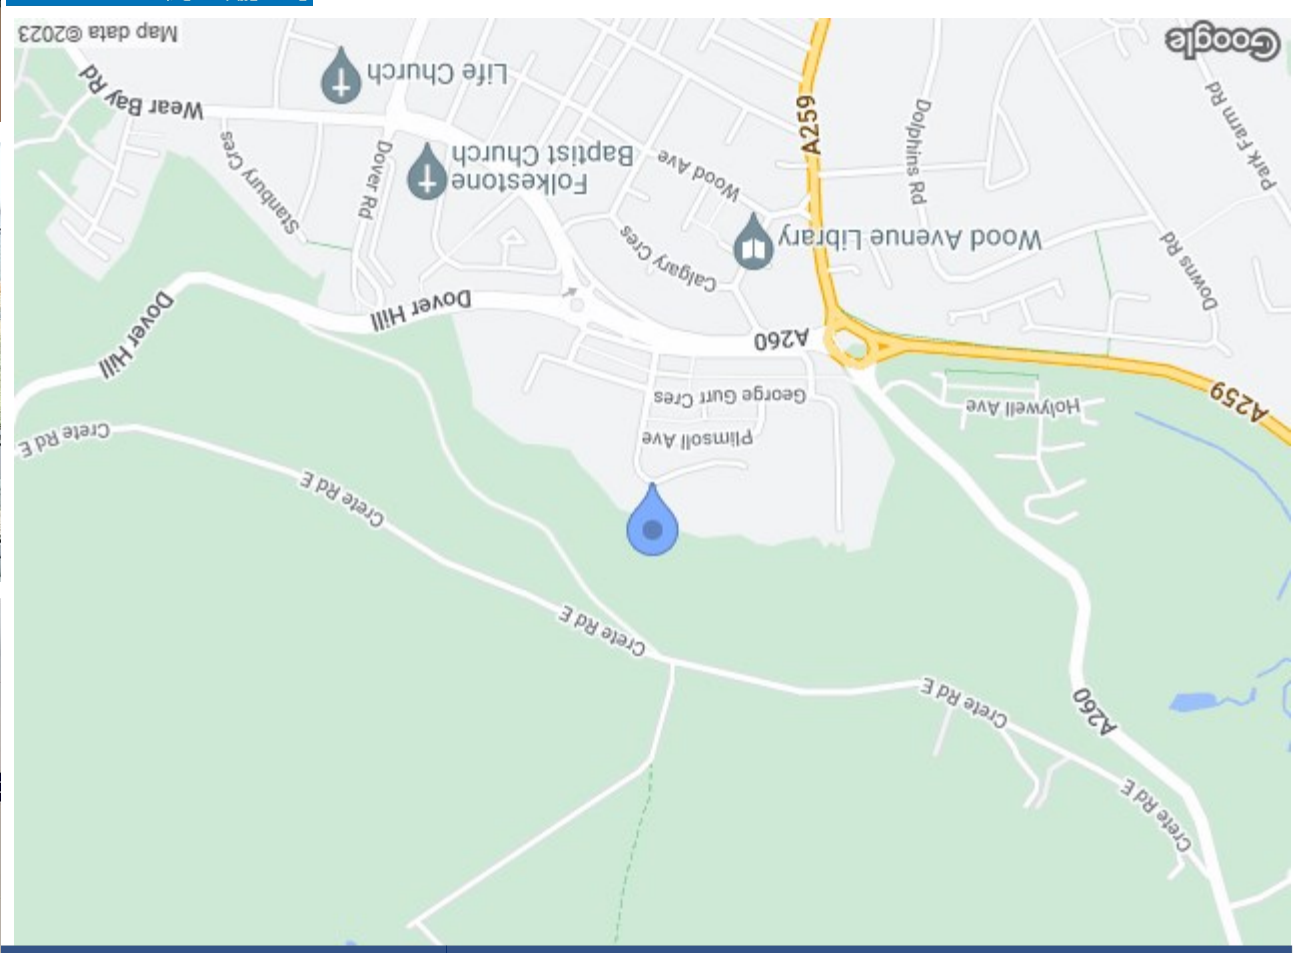 Crete Rd E
A260
Crete Rd E
Crete Rd E
Crete Rd E
Crete Rd E
Plimsoll Ave
Holywell Ave
A259
George Gurr Cres
A260
Dover Hill
Dover Hill
Downs Rd
Calgary Cres
Wood Avenue Library
Dolphins Rd
Wood Ave
Folkestone
Baptist Church
Dover Rd
Stanbury Cres
Park Farm Rd
A259
Wear Bay Rd
Life Church
Google
Map data ©2023